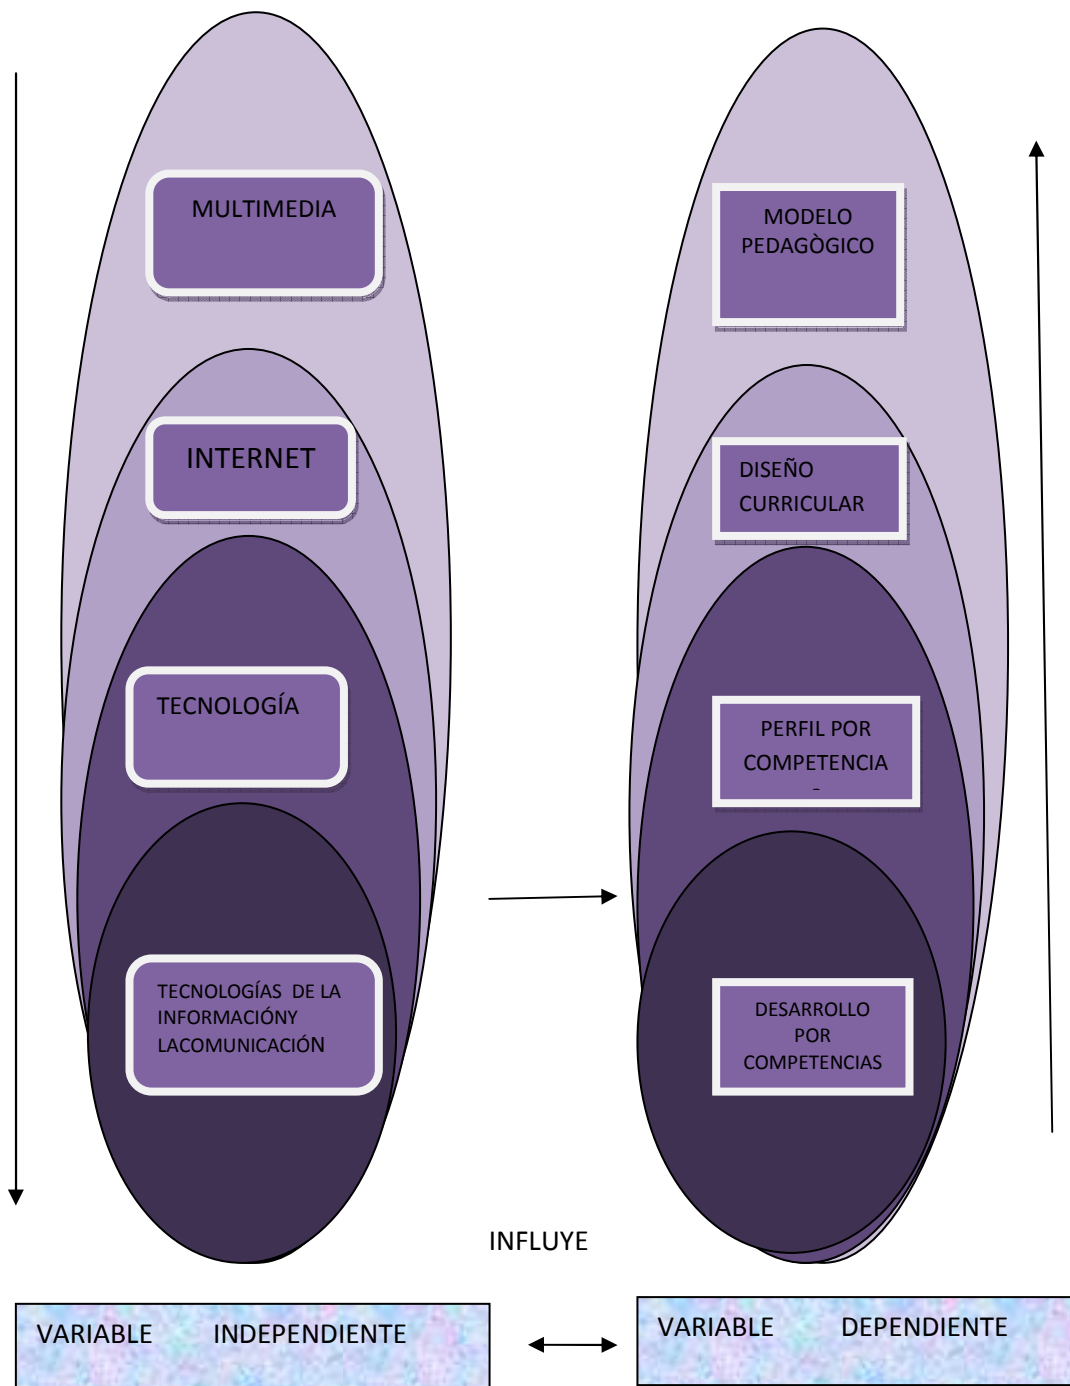 MULTIMEDIA
INTERNET
TECNOLOGÍA
TECNOLOGÍAS DE LA
INFORMACIÓNY
LACOMUNICACIÓN
MODELO
PEDAGÒGICO
DISEÑO
CURRICULAR
PERFIL POR
COMPETENCIA
DESARROLLO
POR
COMPETENCIAS
INFLUYE
VARIABLE INDEPENDIENTE
VARIABLE DEPENDIENTE